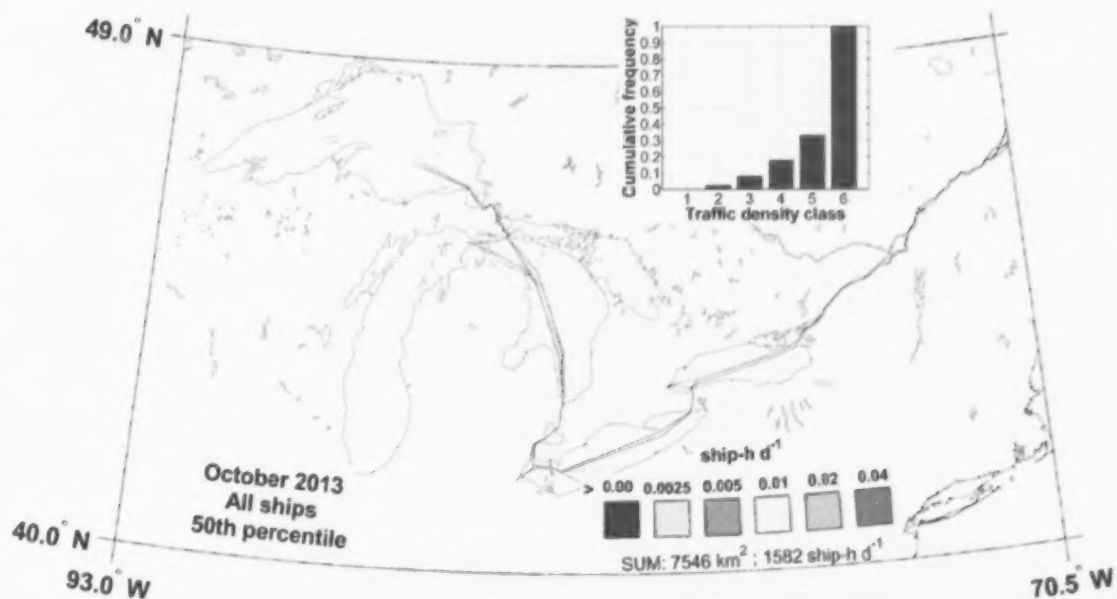 49.0° N
Cumulative frequency
1
0.9
0.8
0.7
0.6
0.5
0.4
0.3
0.2
0.1
0
1 2 3 4 5 6
Traffic density class
October 2013
All ships
50th percentile
ship-h d⁻¹
> 0.00 0.0025 0.005 0.01 0.02 0.04
SUM: 7546 km² ; 1582 ship-h d⁻¹
40.0° N
93.0° W
70.5° W